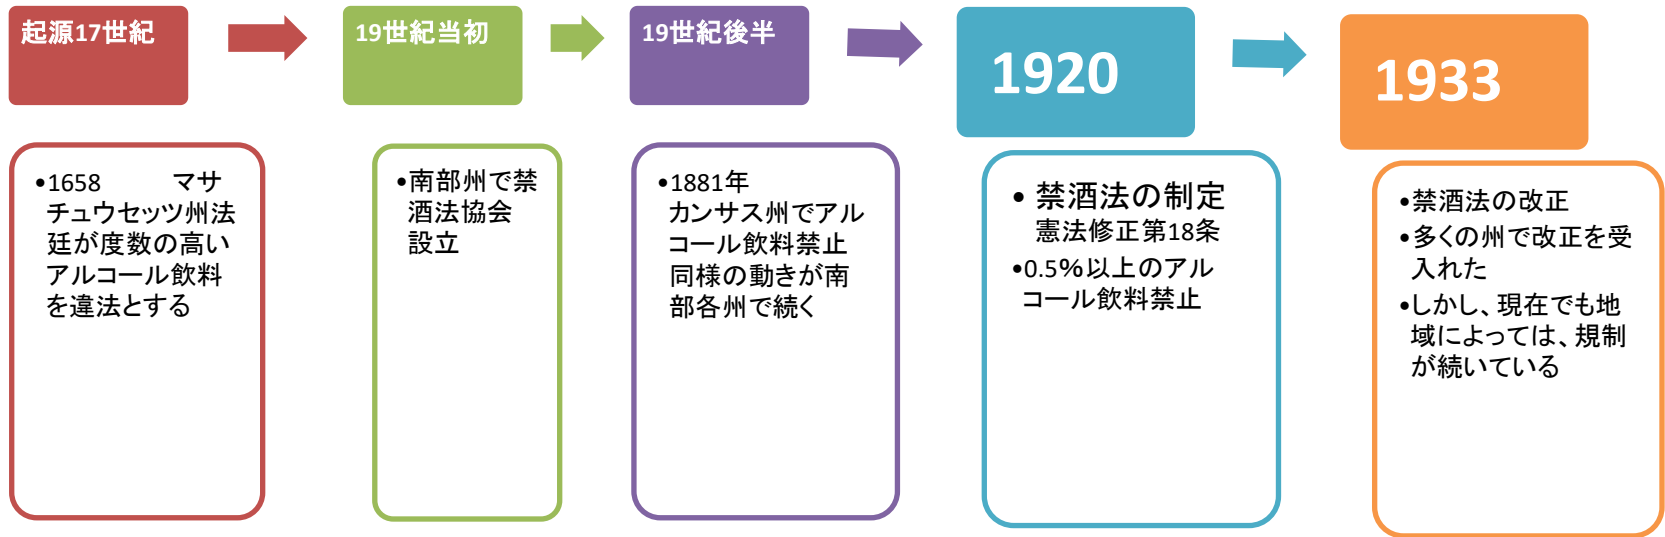 起源17世紀
•1658 マサ
チュウセッツ州法
廷が度数の高い
アルコール飲料
を違法とする
19世紀当初
•南部州で禁
酒法協会
設立
19世紀後半
•1881年
カンサス州でアル
コール飲料禁止
同様の動きが南
部各州で続く
1920
• 禁酒法の制定
憲法修正第18条
•0.5%以上のアル
コール飲料禁止
1933
•禁酒法の改正
•多くの州で改正を受
入れた
•しかし、現在でも地
域によっては、規制
が続いている